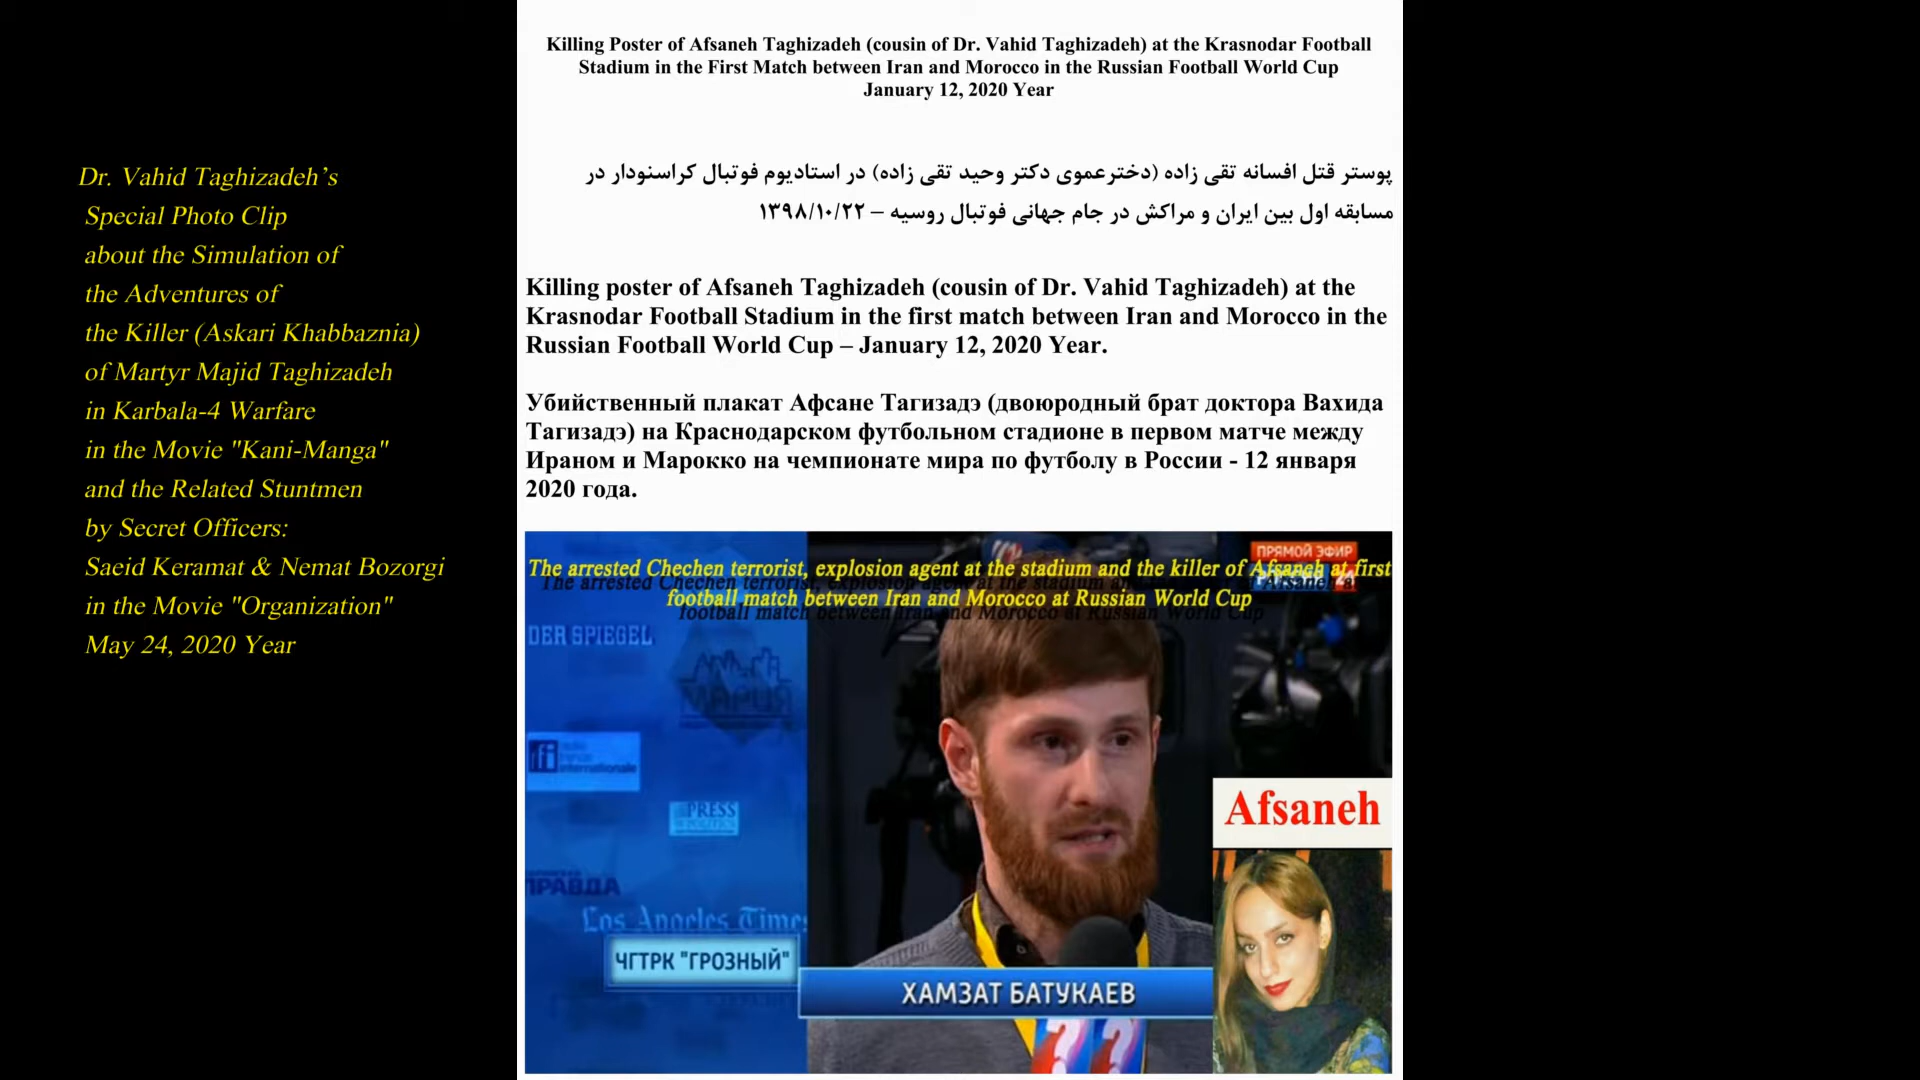 Dr. Vahid Taghizadeh's
Special Photo Clip
about the Simulation of
the Adventures of
the Killer (Askari Khabbaznia)
of Martyr Majid Taghizadeh
in Karbala-4 Warfare
in the Movie "Kani-Manga"
and the Related Stuntmen
by Secret Officers:
Saeid Keramat & Nemat Bozorgi
in the Movie "Organization"
May 24, 2020 Year
Killing Poster of Afsaneh Taghizadeh (cousin of Dr. Vahid Taghizadeh) at the Krasnodar Football
Stadium in the First Match between Iran and Morocco in the Russian Football World Cup
January 12, 2020 Year
پوستر قتل افسانه تقی زاده (دخترعموی دکتر وحید تقی زاده) در استادیوم فوتبال کراسنودار در
مسابقه اول بین ایران و مراکش در جام جهانی فوتبال روسیه – ۱۳۹۸/۱۰/۲۲
Killing poster of Afsaneh Taghizadeh (cousin of Dr. Vahid Taghizadeh) at the
Krasnodar Football Stadium in the first match between Iran and Morocco in the
Russian Football World Cup – January 12, 2020 Year.
Убийственный плакат Афсане Тагизадэ (двоюродный брат доктора Вахида
Тагизадэ) на Краснодарском футбольном стадионе в первом матче между
Ираном и Марокко на чемпионате мира по футболу в России - 12 января
2020 года.
ПРЯМОЙ ЭФИР
The arrested Chechen terrorist, explosion agent at the stadium and the killer of Afsaneh at first
football match between Iran and Morocco at Russian World Cup
DER SPIEGEL
МАРЦЯ
rfi radio france internationale
PRESS
ПРАВДА
Los Angeles Times
ЧГТРК "ГРОЗНЫЙ"
ХАМЗАТ БАТУКАЕВ
Afsaneh